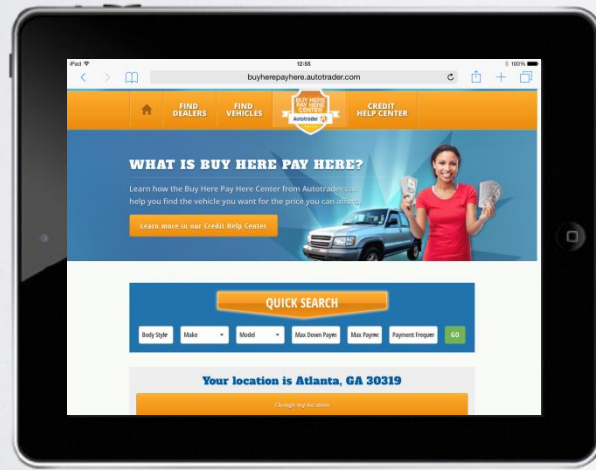 iPad
12:55
100%
buyherepayhere.autotrader.com
FIND DEALERS
FIND VEHICLES
BUY HERE
PAY HERE
CENTER
Autotrader
CREDIT HELP CENTER
WHAT IS BUY HERE PAY HERE?
Learn how the Buy Here Pay Here Center from Autotrader can
help you find the vehicle you want for the price you can afford.
Learn more in our Credit Help Center
QUICK SEARCH
Body Style
Make
Model
Max Down Payme
Max Payme
Payment Frequer
GO
Your location is Atlanta, GA 30319
Change my location